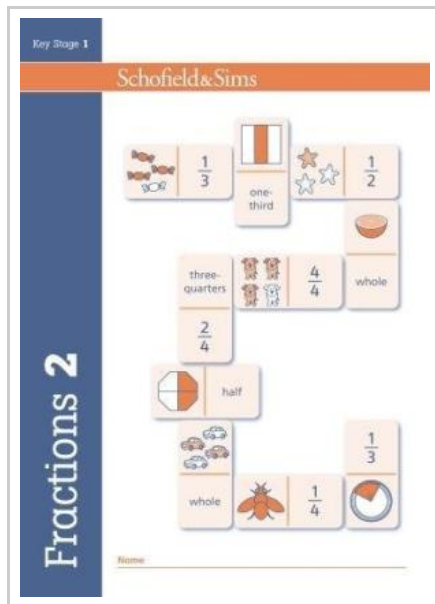 Key Stage 1
Schofield&Sims
1
3
one-
third
1
2
three-
quarters
4
4
whole
2
4
half
1
3
whole
1
4
Fractions 2
Name